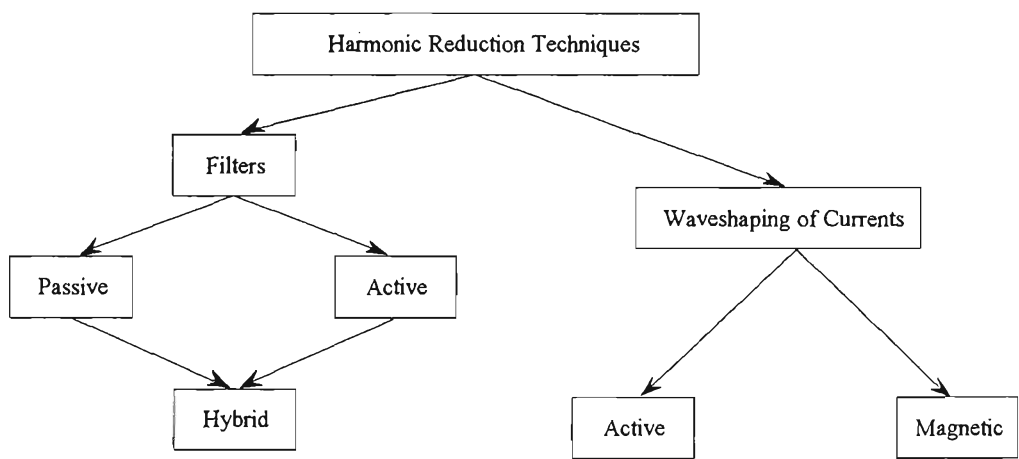 Harmonic Reduction Techniques
Filters
Waveshaping of Currents
Passive
Active
Hybrid
Active
Magnetic